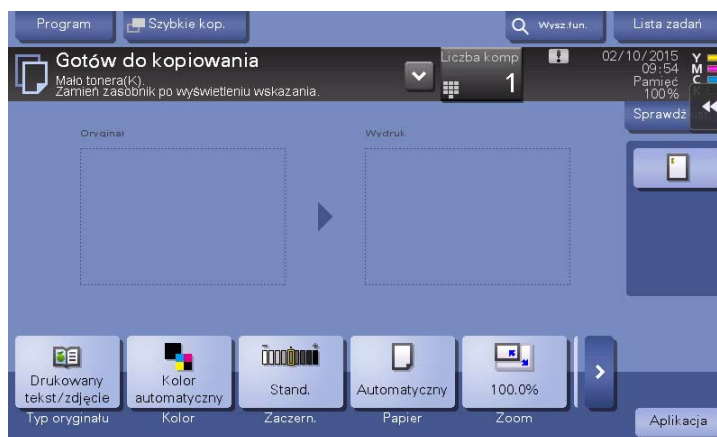 Program
Szybkie kop.
Wysz.fun.
Lista zadań
Gotów do kopiowania
Mało tonera(K).
Zamień zasobnik po wyświetleniu wskazania.
Liczba komp
1
02/10/2015
09:54
Pamięć
100%
Y
M
C
K
Sprawdź
Oryginał
Wydruk
Drukowany
tekst/zdjęcie
Kolor
automatyczny
Stand.
Automatyczny
100.0%
Typ oryginału
Kolor
Zaczern.
Papier
Zoom
Aplikacja